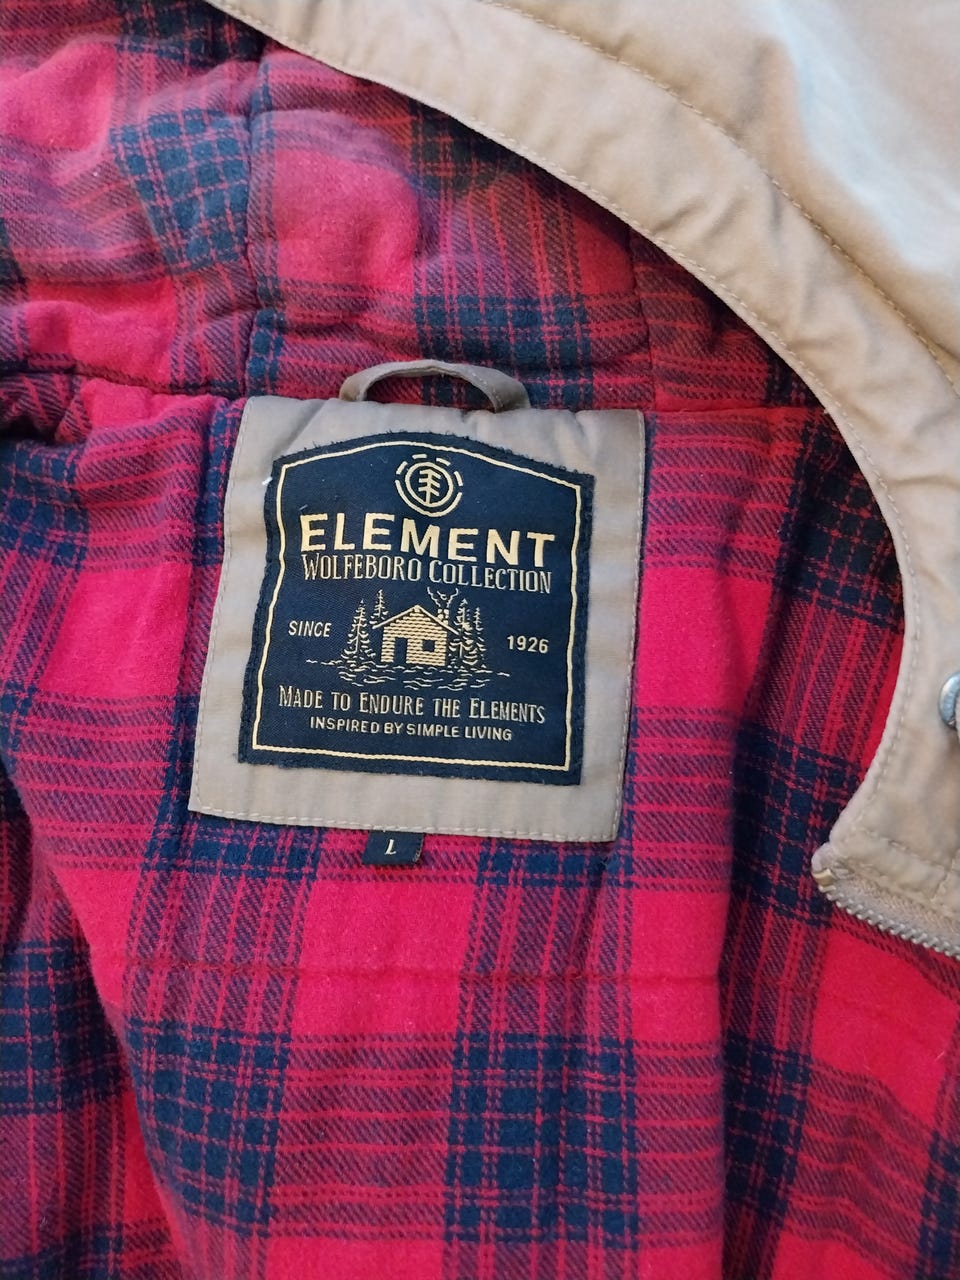 ELEMENT
WOLFEBORO COLLECTION
SINCE 1926
MADE TO ENDURE THE ELEMENTS
INSPIRED BY SIMPLE LIVING
L